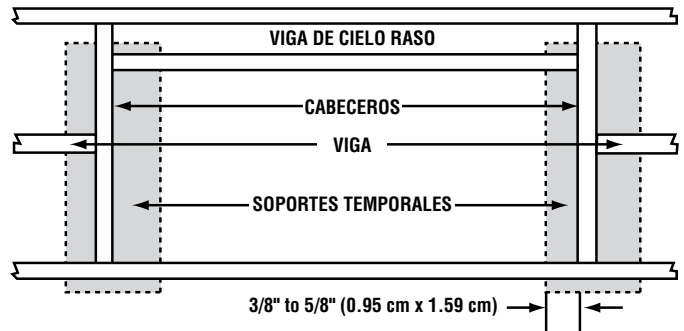 VIGA DE CIELO RASO
CABECEROS
VIGA
SOPORTES TEMPORALES
3/8" to 5/8" (0.95 cm x 1.59 cm)